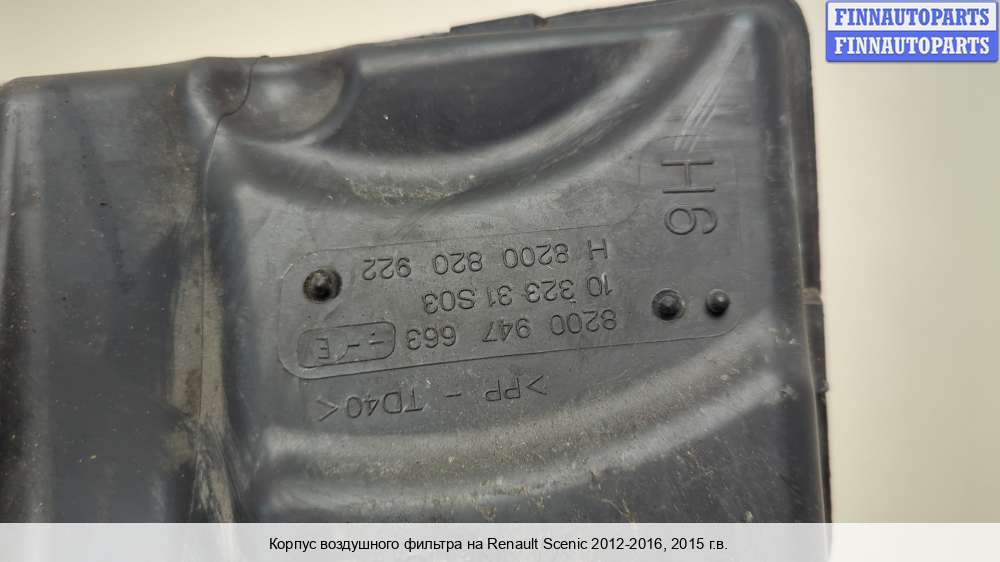 FINNAUTOPARTS
FINNAUTOPARTS
H6
>PP - TD40<
8200 947 663
10 323 31 S03
H 8200 820 922
Корпус воздушного фильтра на Renault Scenic 2012-2016, 2015 г.в.